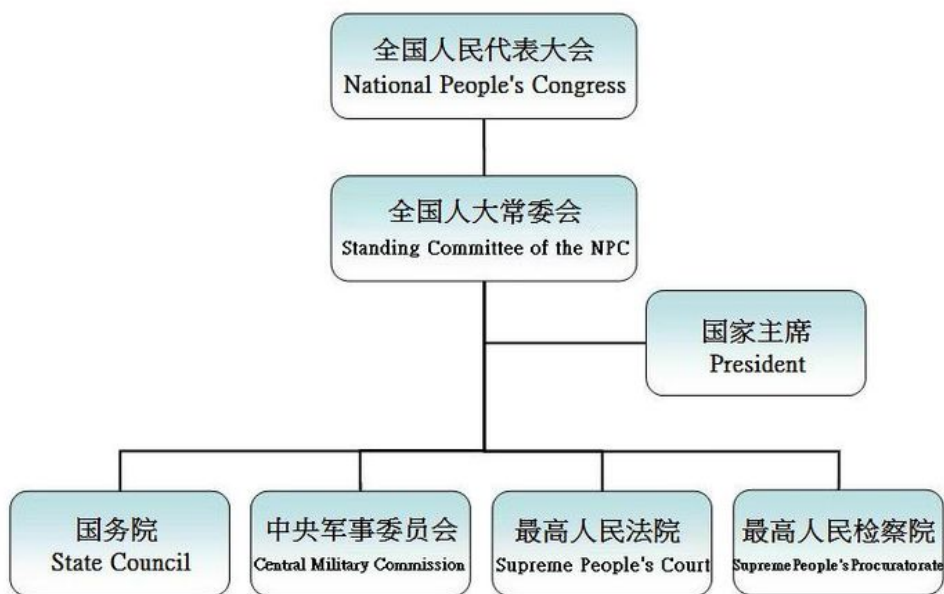 全国人民代表大会
National People's Congress
全国人大常委会
Standing Committee of the NPC
国家主席
President
国务院
State Council
中央军事委员会
Central Military Commission
最高人民法院
Supreme People's Court
最高人民检察院
Supreme People's Procuratorate